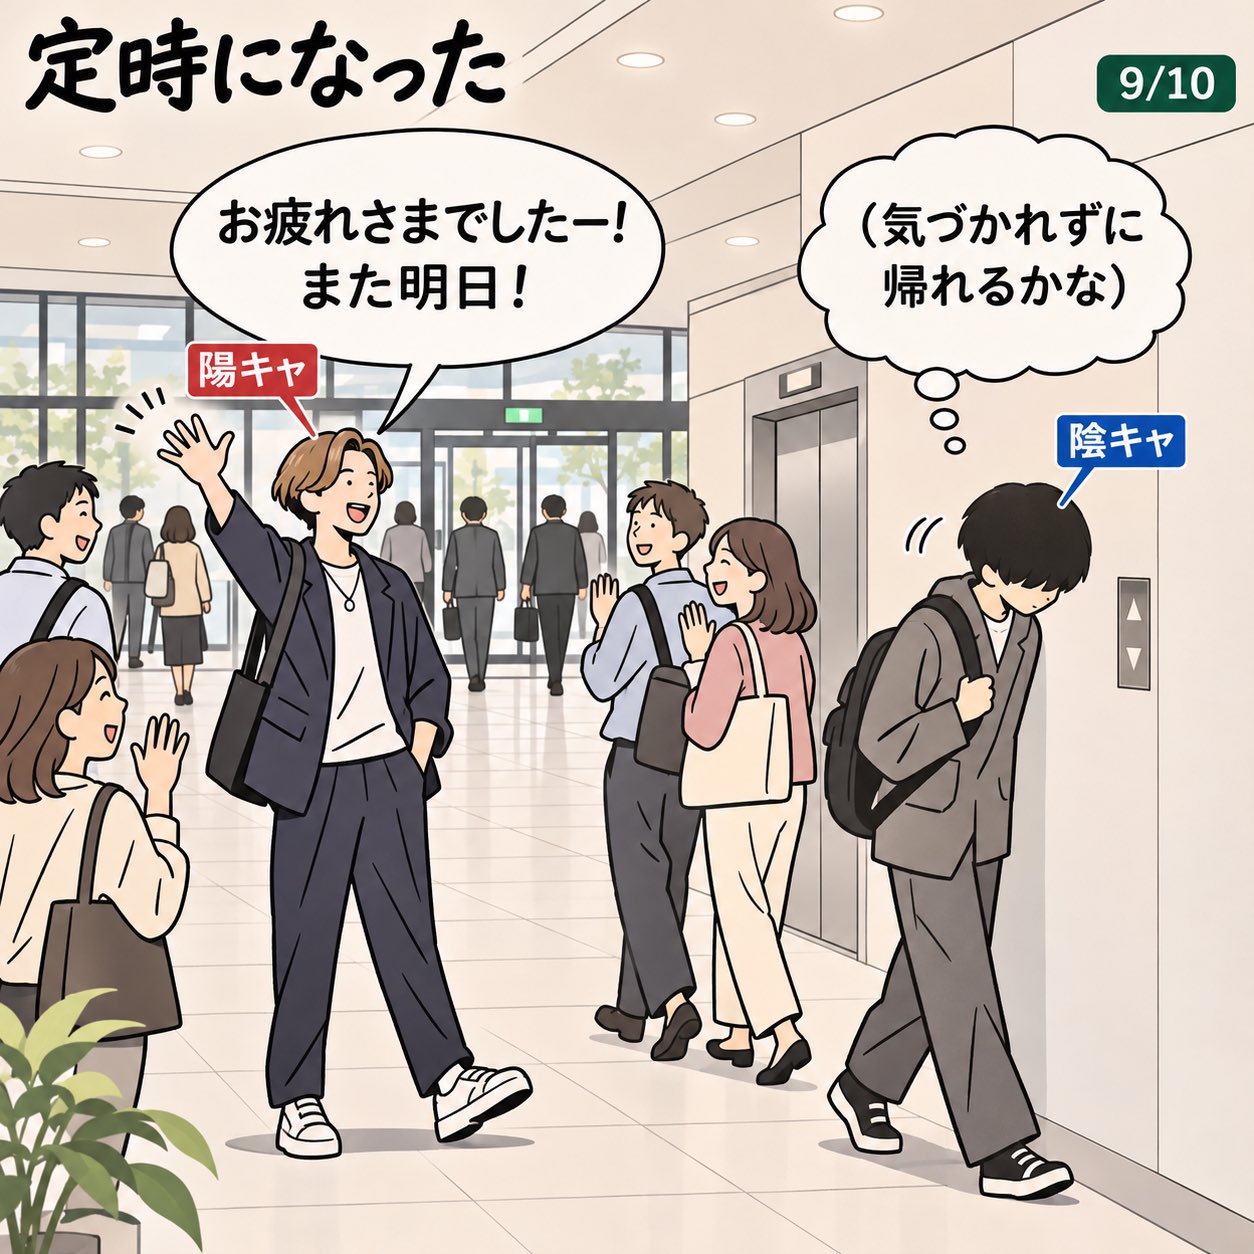 定時になった
9/10
お疲れさまでしたー！
また明日！
（気づかれずに
帰れるかな）
陽キャ
陰キャ